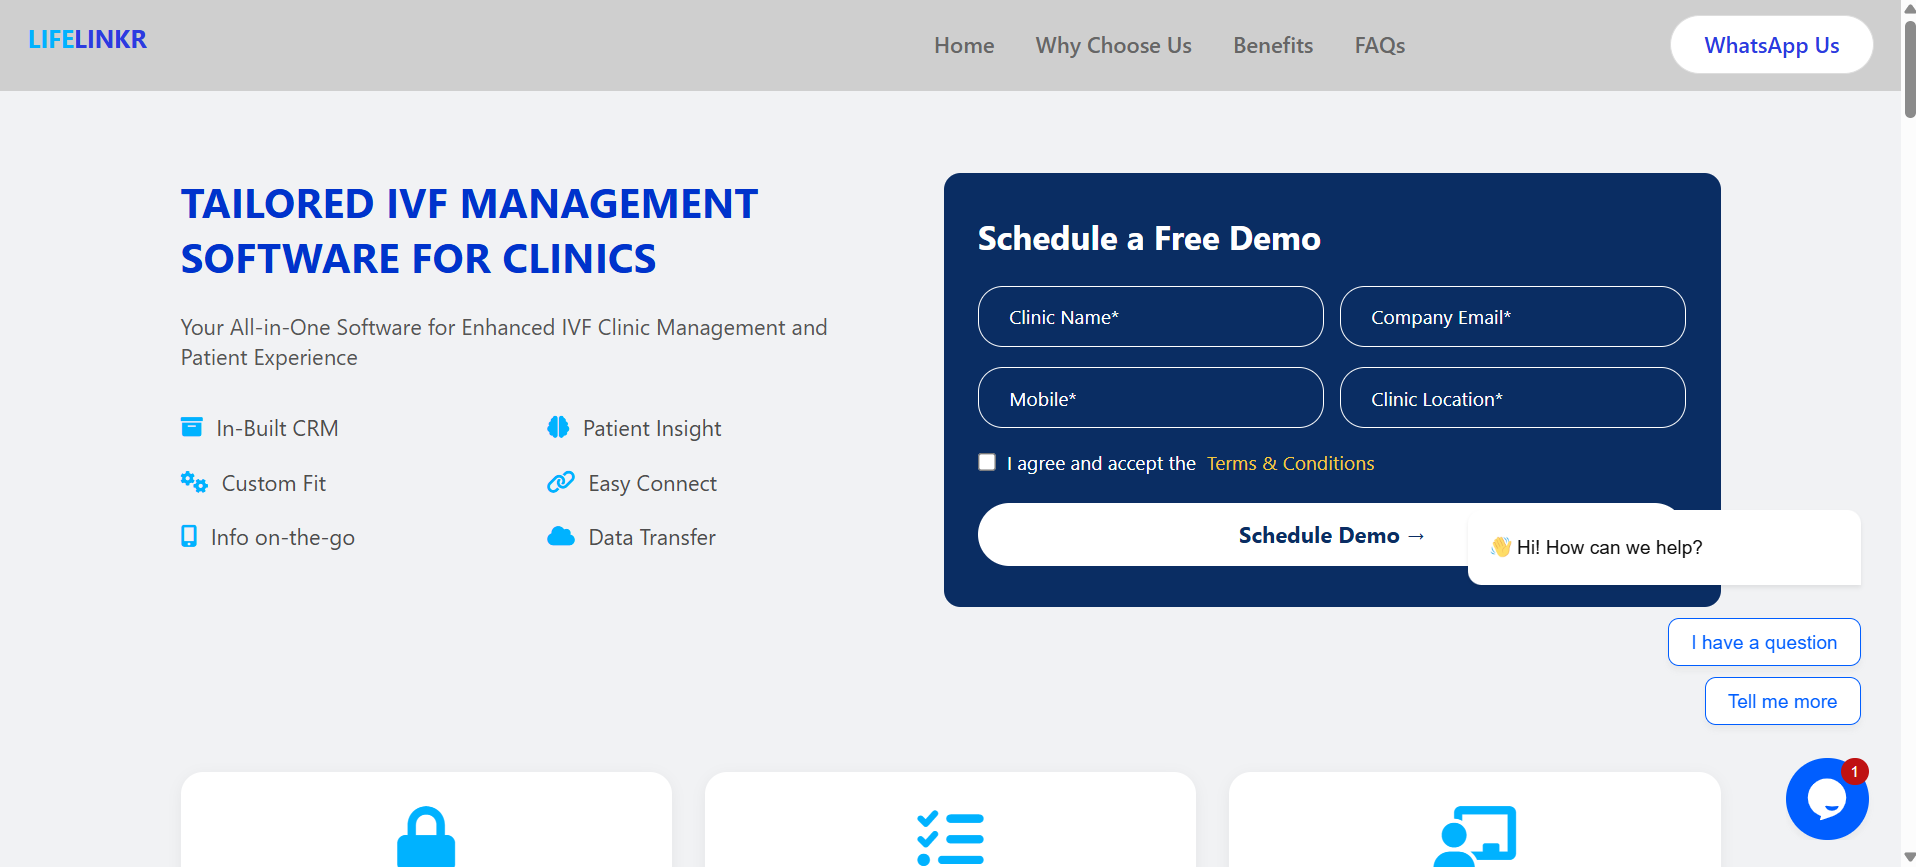 LIFELINKR
Home
Why Choose Us
Benefits
FAQs
WhatsApp Us
TAILORED IVF MANAGEMENT
SOFTWARE FOR CLINICS
Your All-in-One Software for Enhanced IVF Clinic Management and
Patient Experience
In-Built CRM
Patient Insight
Custom Fit
Easy Connect
Info on-the-go
Data Transfer
Schedule a Free Demo
Clinic Name*
Company Email*
Mobile*
Clinic Location*
I agree and accept the Terms & Conditions
Schedule Demo →
👋 Hi! How can we help?
I have a question
Tell me more
1